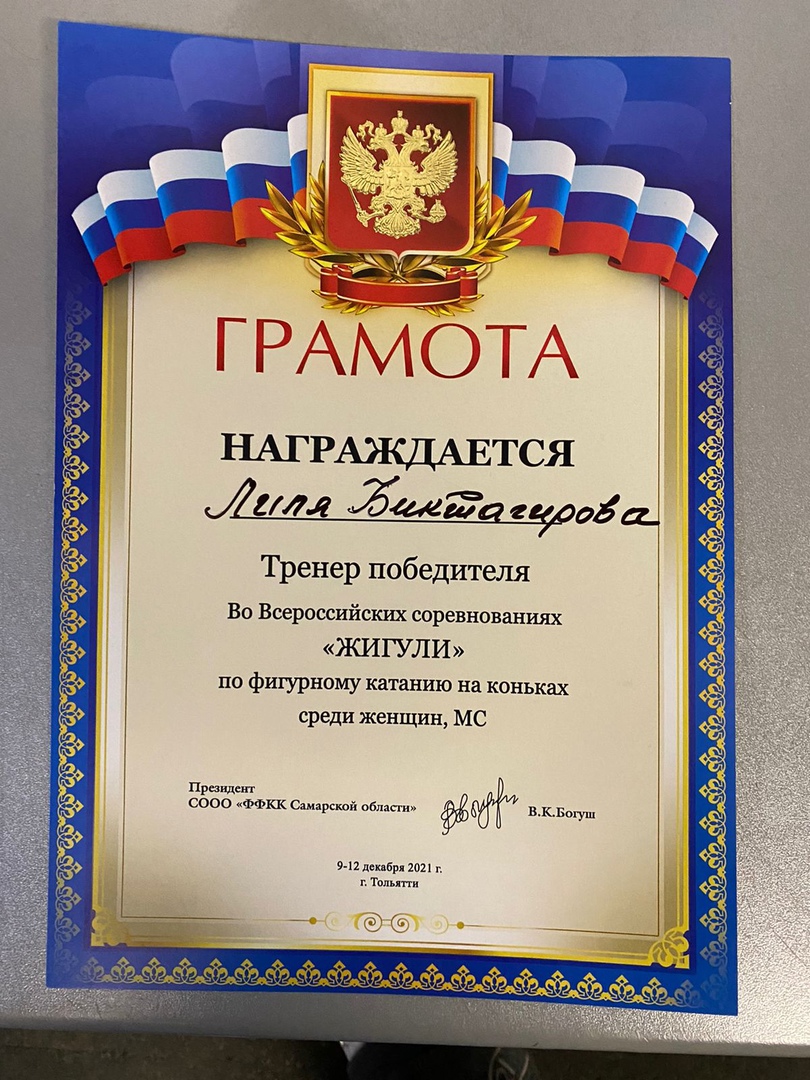 ГРАМОТА
НАГРАЖДАЕТСЯ
Лиля Биктагирова
Тренер победителя
Во Всероссийских соревнованиях
«ЖИГУЛИ»
по фигурному катанию на коньках
среди женщин, МС
Президент
СООО «ФФКК Самарской области»
В.К.Богуш
9-12 декабря 2021 г.
г. Тольятти